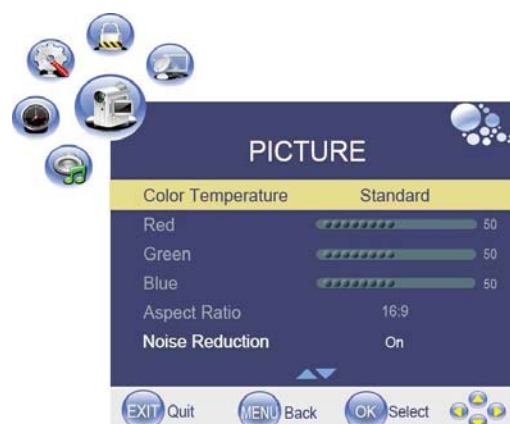 PICTURE
Color Temperature Standard
Red 50
Green 50
Blue 50
Aspect Ratio 16:9
Noise Reduction On
EXIT Quit MENU Back OK Select